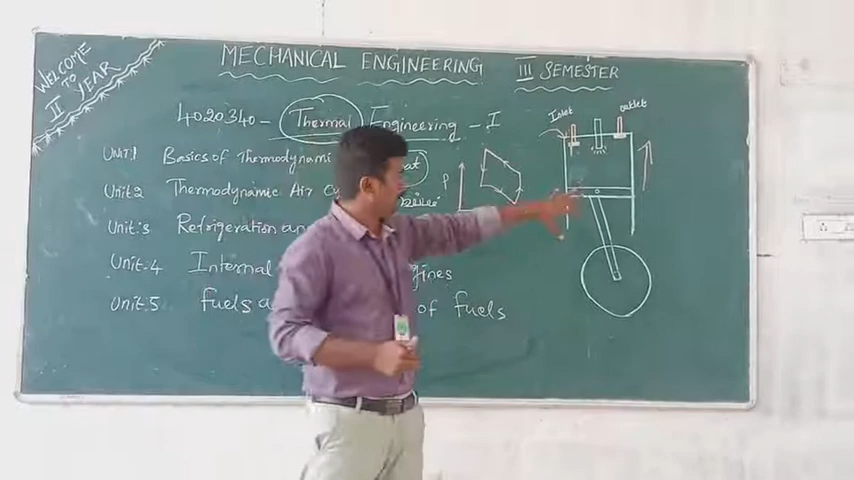 WELCOME
TO
II YEAR
MECHANICAL ENGINEERING III SEMESTER
4020340 - Thermal Engineering - I
Inlet
outlet
Unit:1 Basics of Thermodynami
P
Unit:2 Thermodynamic Air Cy
Unit:3 Refrigeration a
Unit:4 Internal gines
Unit:5 fuels a of fuels